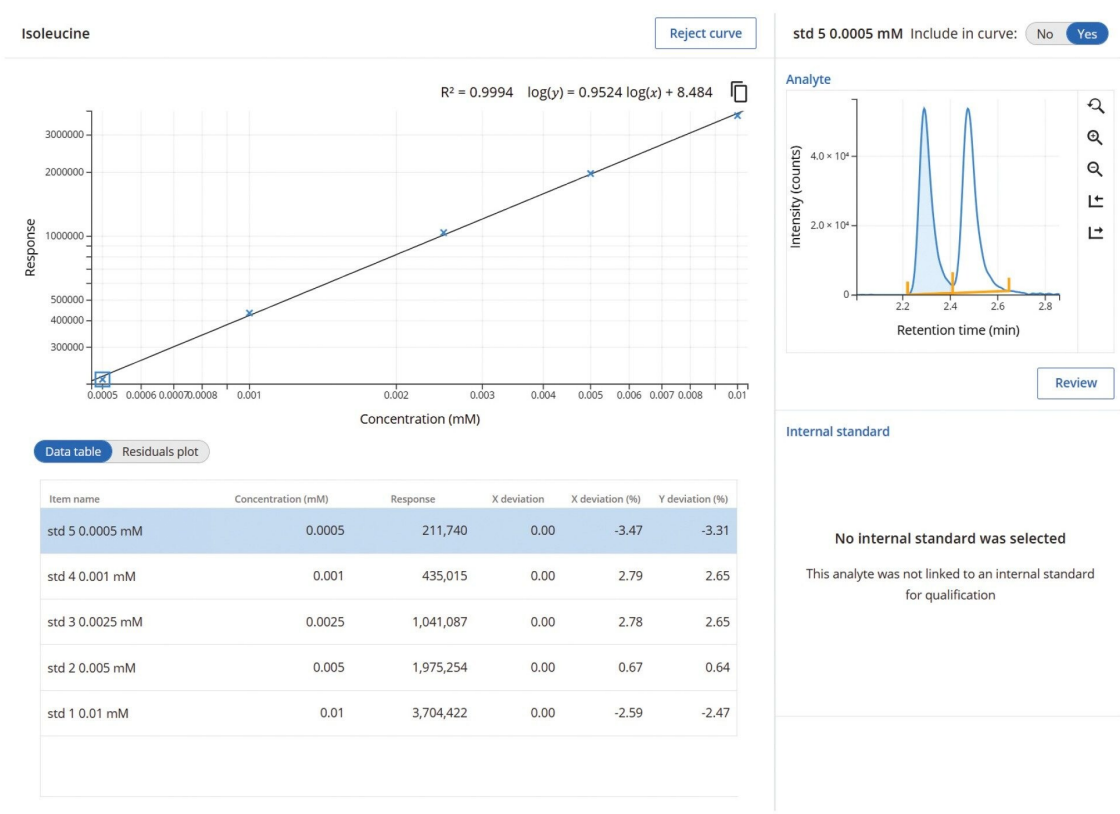 Isoleucine
Reject curve
R² = 0.9994 log(y) = 0.9524 log(x) + 8.484
3000000
2000000
1000000
500000
400000
300000
Response
0.0005 0.0006 0.0007 0.0008 0.001 0.002 0.003 0.004 0.005 0.006 0.007 0.008 0.01
Concentration (mM)
Data table Residuals plot
Item name Concentration (mM) Response X deviation X deviation (%) Y deviation (%)
std 5 0.0005 mM 0.0005 211,740 0.00 -3.47 -3.31
std 4 0.001 mM 0.001 435,015 0.00 2.79 2.65
std 3 0.0025 mM 0.0025 1,041,087 0.00 2.78 2.65
std 2 0.005 mM 0.005 1,975,254 0.00 0.67 0.64
std 1 0.01 mM 0.01 3,704,422 0.00 -2.59 -2.47
std 5 0.0005 mM Include in curve: No Yes
Analyte
Intensity (counts)
4.0 × 10⁴
2.0 × 10⁴
0
2.2 2.4 2.6 2.8
Retention time (min)
Review
Internal standard
No internal standard was selected
This analyte was not linked to an internal standard
for qualification